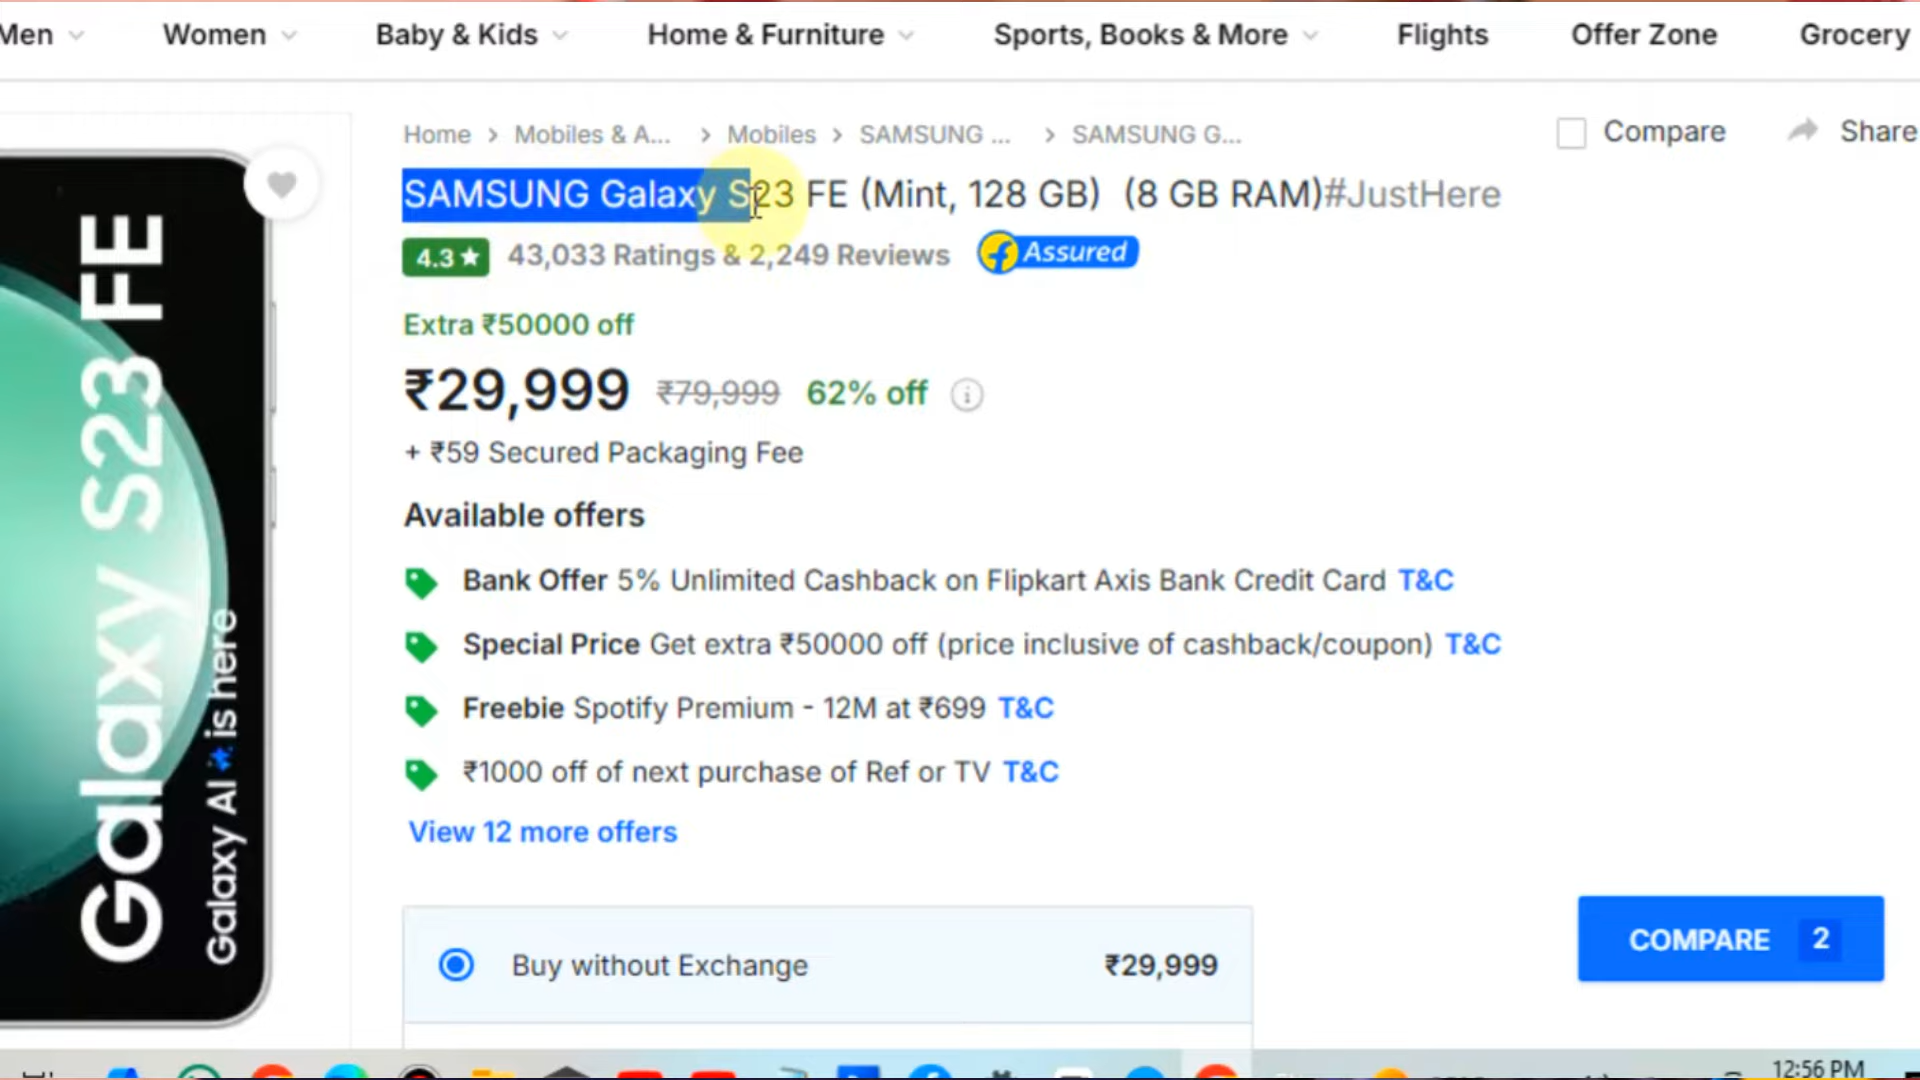 Men Women Baby & Kids Home & Furniture Sports, Books & More Flights Offer Zone Grocery
Home > Mobiles & A... > Mobiles > SAMSUNG ... > SAMSUNG G...
Compare Share
SAMSUNG Galaxy S23 FE (Mint, 128 GB) (8 GB RAM)#JustHere
4.3★ 43,033 Ratings & 2,249 Reviews Assured
Extra ₹50000 off
₹29,999 ₹79,999 62% off
+ ₹59 Secured Packaging Fee
Available offers
Bank Offer 5% Unlimited Cashback on Flipkart Axis Bank Credit Card T&C
Special Price Get extra ₹50000 off (price inclusive of cashback/coupon) T&C
Freebie Spotify Premium - 12M at ₹699 T&C
₹1000 off of next purchase of Ref or TV T&C
View 12 more offers
Buy without Exchange ₹29,999
COMPARE 2
Galaxy S23 FE
Galaxy AI is here
12:56 PM